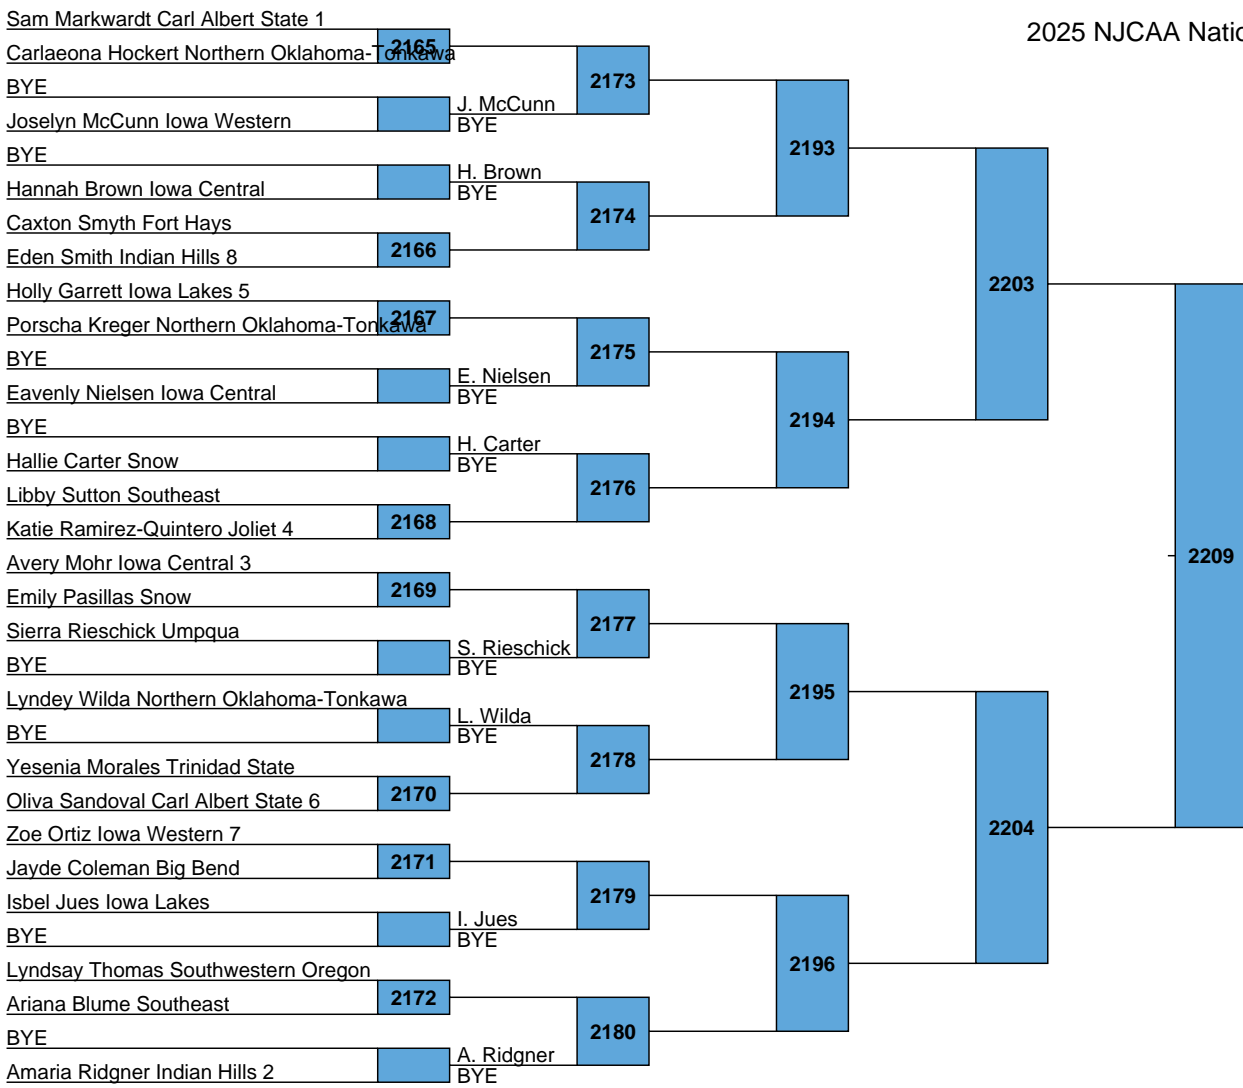 2025 NJCAA Natio
Sam Markwardt Carl Albert State 1
Carlaeona Hockert Northern Oklahoma-Tonkawa
2165
BYE
Joselyn McCunn Iowa Western
J. McCunn
BYE
2173
BYE
Hannah Brown Iowa Central
H. Brown
BYE
Caxton Smyth Fort Hays
Eden Smith Indian Hills 8
2166
2174
2193
Holly Garrett Iowa Lakes 5
Porscha Kreger Northern Oklahoma-Tonkawa
2167
BYE
Eavenly Nielsen Iowa Central
E. Nielsen
BYE
2175
BYE
Hallie Carter Snow
H. Carter
BYE
Libby Sutton Southeast
Katie Ramirez-Quintero Joliet 4
2168
2176
2194
2203
Avery Mohr Iowa Central 3
Emily Pasillas Snow
2169
Sierra Rieschick Umpqua
BYE
S. Rieschick
BYE
2177
Lyndey Wilda Northern Oklahoma-Tonkawa
BYE
L. Wilda
BYE
Yesenia Morales Trinidad State
Oliva Sandoval Carl Albert State 6
2170
2178
2195
Zoe Ortiz Iowa Western 7
Jayde Coleman Big Bend
2171
Isbel Jues Iowa Lakes
BYE
I. Jues
BYE
2179
Lyndsay Thomas Southwestern Oregon
Ariana Blume Southeast
2172
BYE
Amaria Ridgner Indian Hills 2
A. Ridgner
BYE
2180
2196
2204
2209